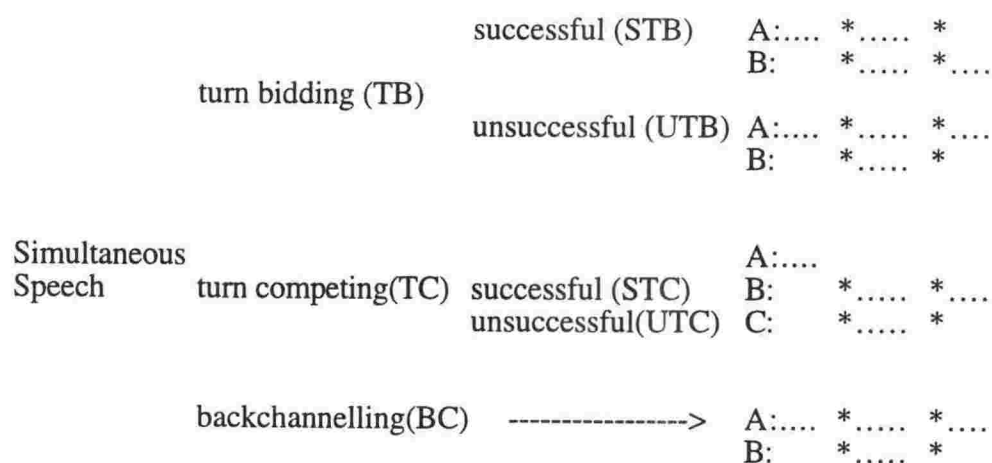 successful (STB) A:.... *..... *
B: *..... *....
turn bidding (TB)
unsuccessful (UTB) A:.... *..... *....
B: *..... *
Simultaneous A:....
Speech turn competing(TC) successful (STC) B: *..... *....
unsuccessful(UTC) C: *..... *
backchannelling(BC) -----------------> A:.... *..... *....
B: *..... *